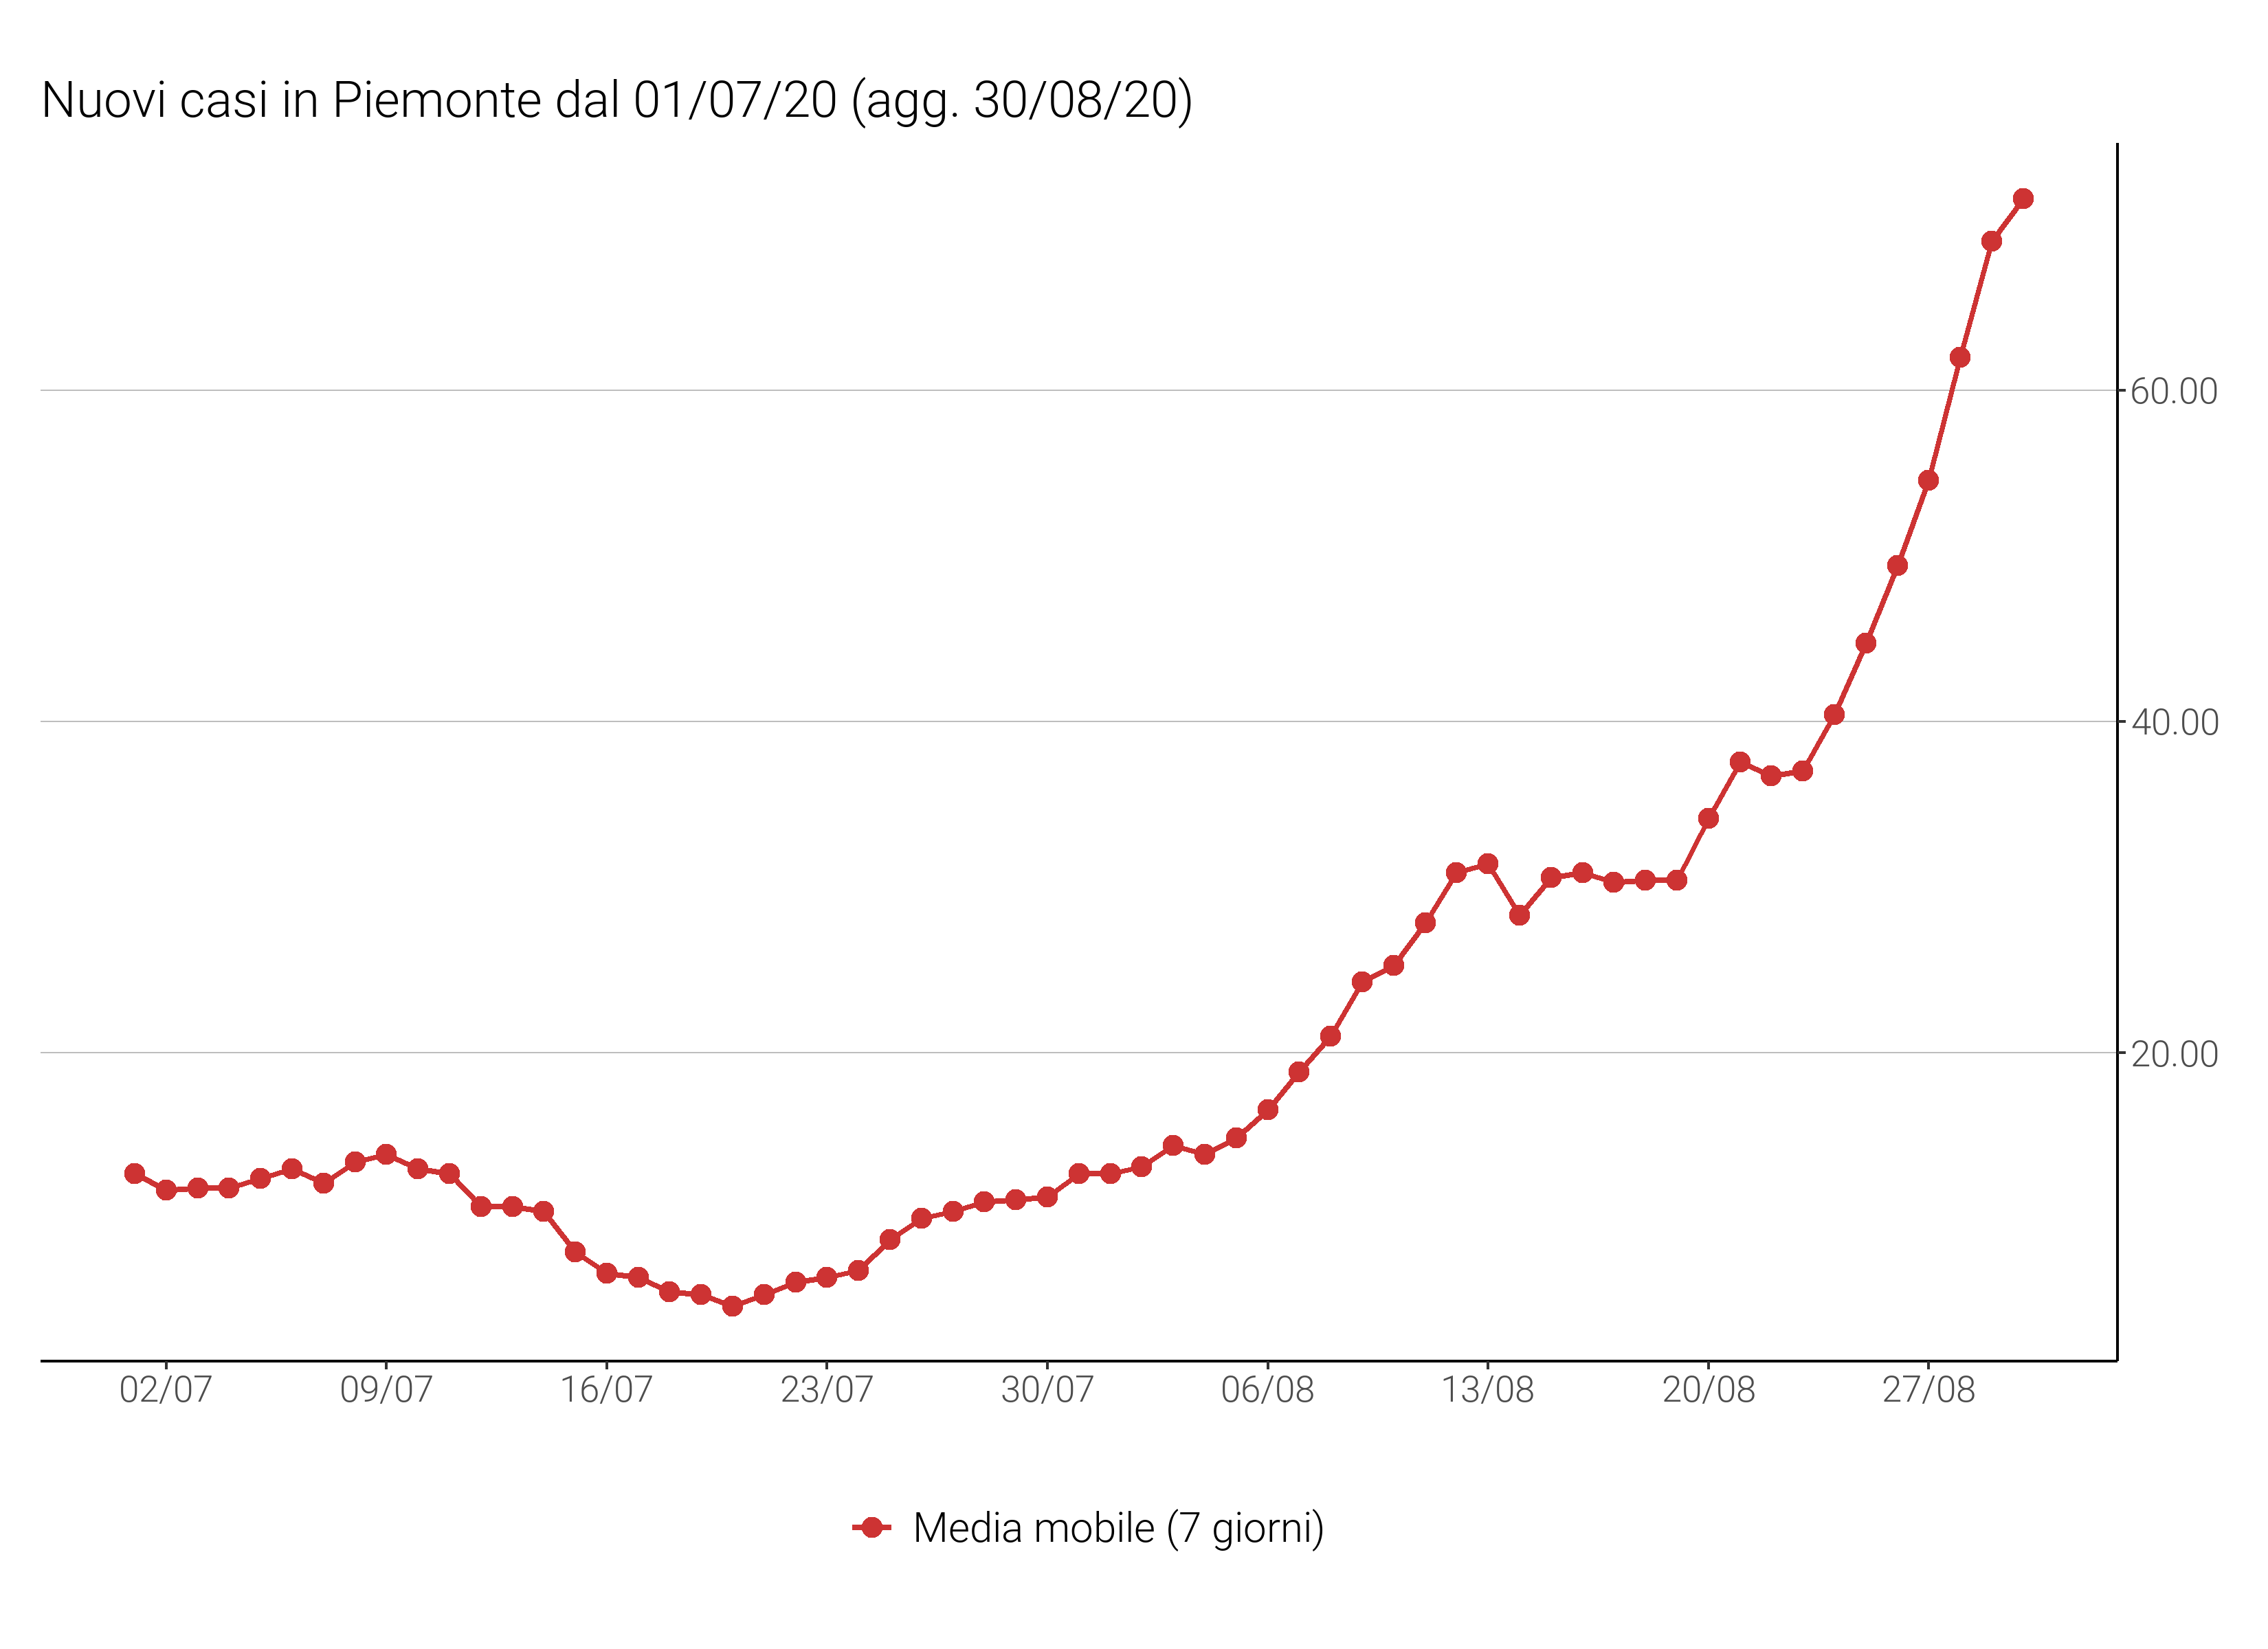 Nuovi casi in Piemonte dal 01/07/20 (agg. 30/08/20)
60.00
40.00
20.00
02/07 09/07 16/07 23/07 30/07 06/08 13/08 20/08 27/08
Media mobile (7 giorni)